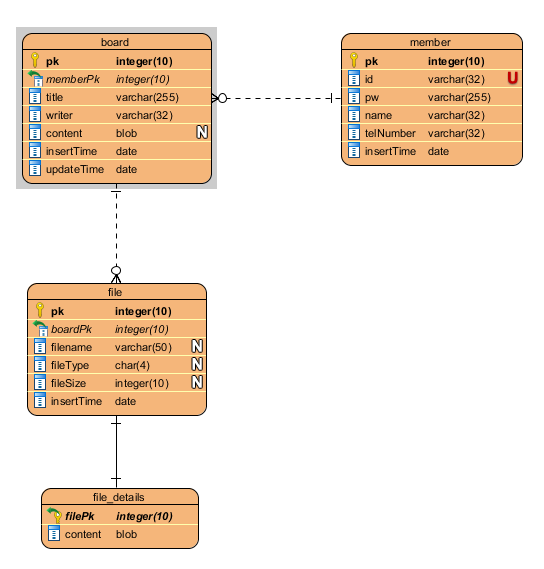 board
pk integer(10)
memberPk integer(10)
title varchar(255)
writer varchar(32)
content blob N
insertTime date
updateTime date
member
pk integer(10)
id varchar(32) U
pw varchar(255)
name varchar(32)
telNumber varchar(32)
insertTime date
file
pk integer(10)
boardPk integer(10)
filename varchar(50) N
fileType char(4) N
fileSize integer(10) N
insertTime date
file_details
filePk integer(10)
content blob